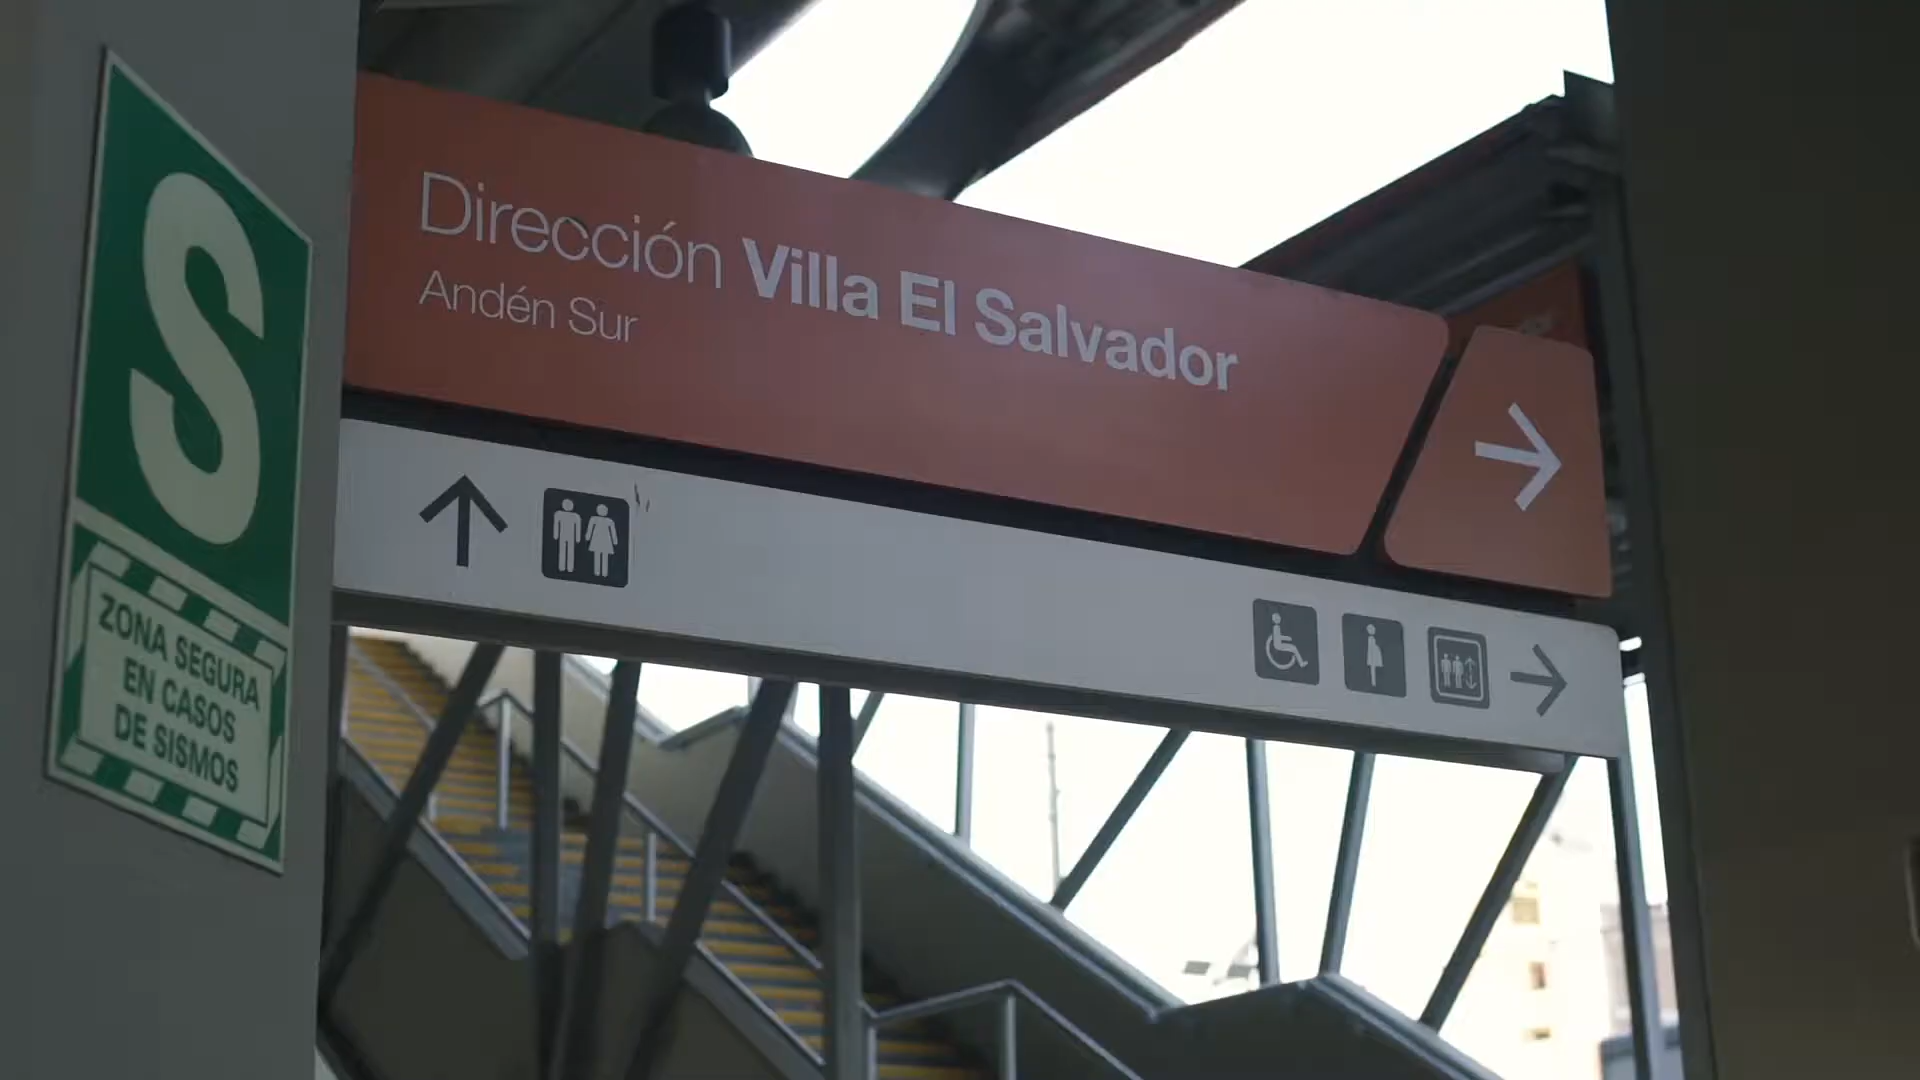 S
ZONA SEGURA
EN CASOS
DE SISMOS
Dirección Villa El Salvador
Andén Sur